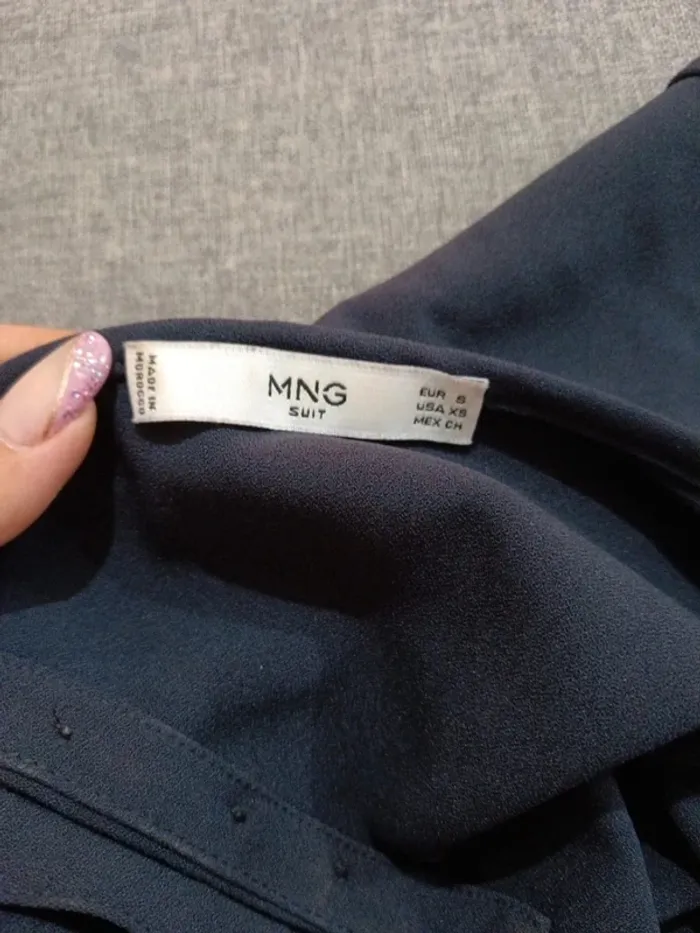 MADE IN
MOROCCO
MNG
SUIT
EUR S
USA XS
MEX CH